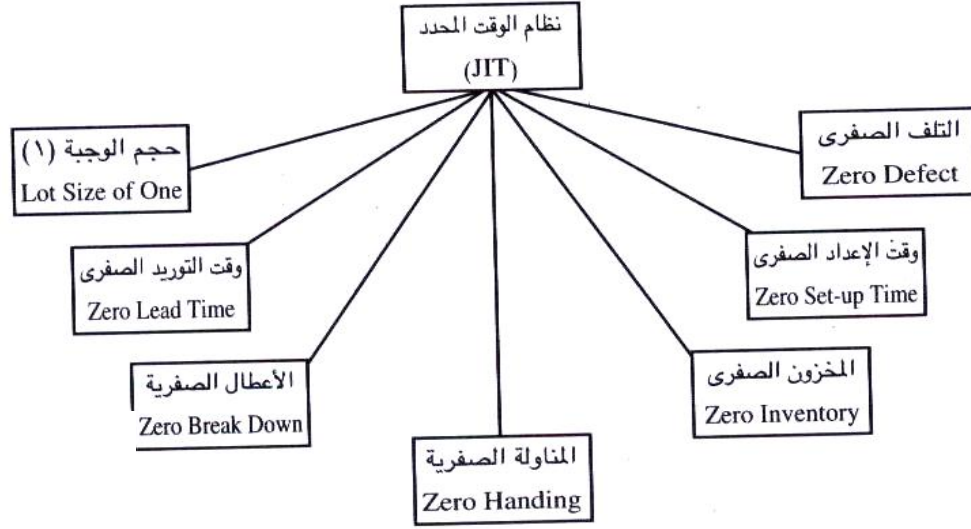 نظام الوقت المحدد
(JIT)
التلف الصفرى
Zero Defect
حجم الوجبة (١)
Lot Size of One
وقت الإعداد الصفرى
Zero Set-up Time
وقت التوريد الصفرى
Zero Lead Time
المخزون الصفرى
Zero Inventory
الأعطال الصفرية
Zero Break Down
المناولة الصفرية
Zero Handing